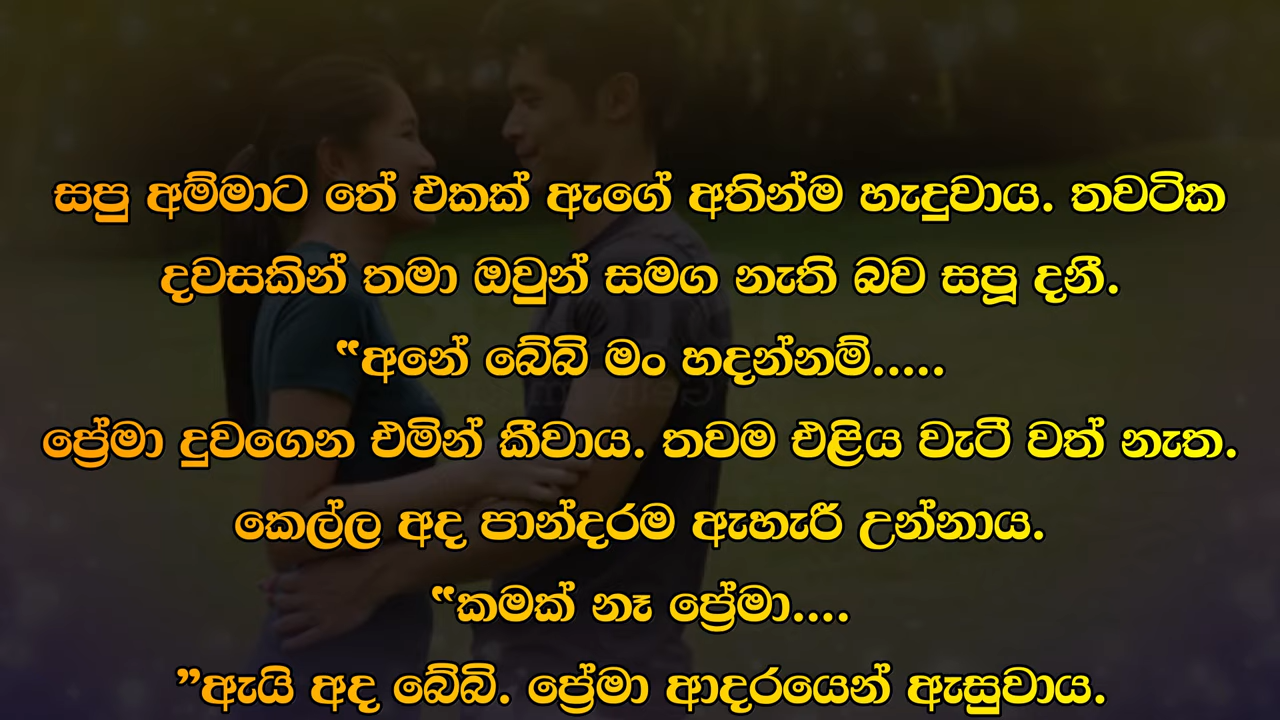 සපු අම්මාට තේ එකක් ඇගේ අතින්ම හැදුවාය. තවටික
දවසකින් තමා ඔවුන් සමග නැති බව සපූ දනී.
“අනේ බේබි මං හදන්නම්.....
ප්‍රේමා දුවගෙන එමින් කීවාය. තවම එළිය වැටී වත් නැත.
කෙල්ල අද පාන්දරම ඇහැරී උන්නාය.
“කමක් නෑ ප්‍රේමා....
”ඇයි අද බේබි. ප්‍රේමා ආදරයෙන් ඇසුවාය.